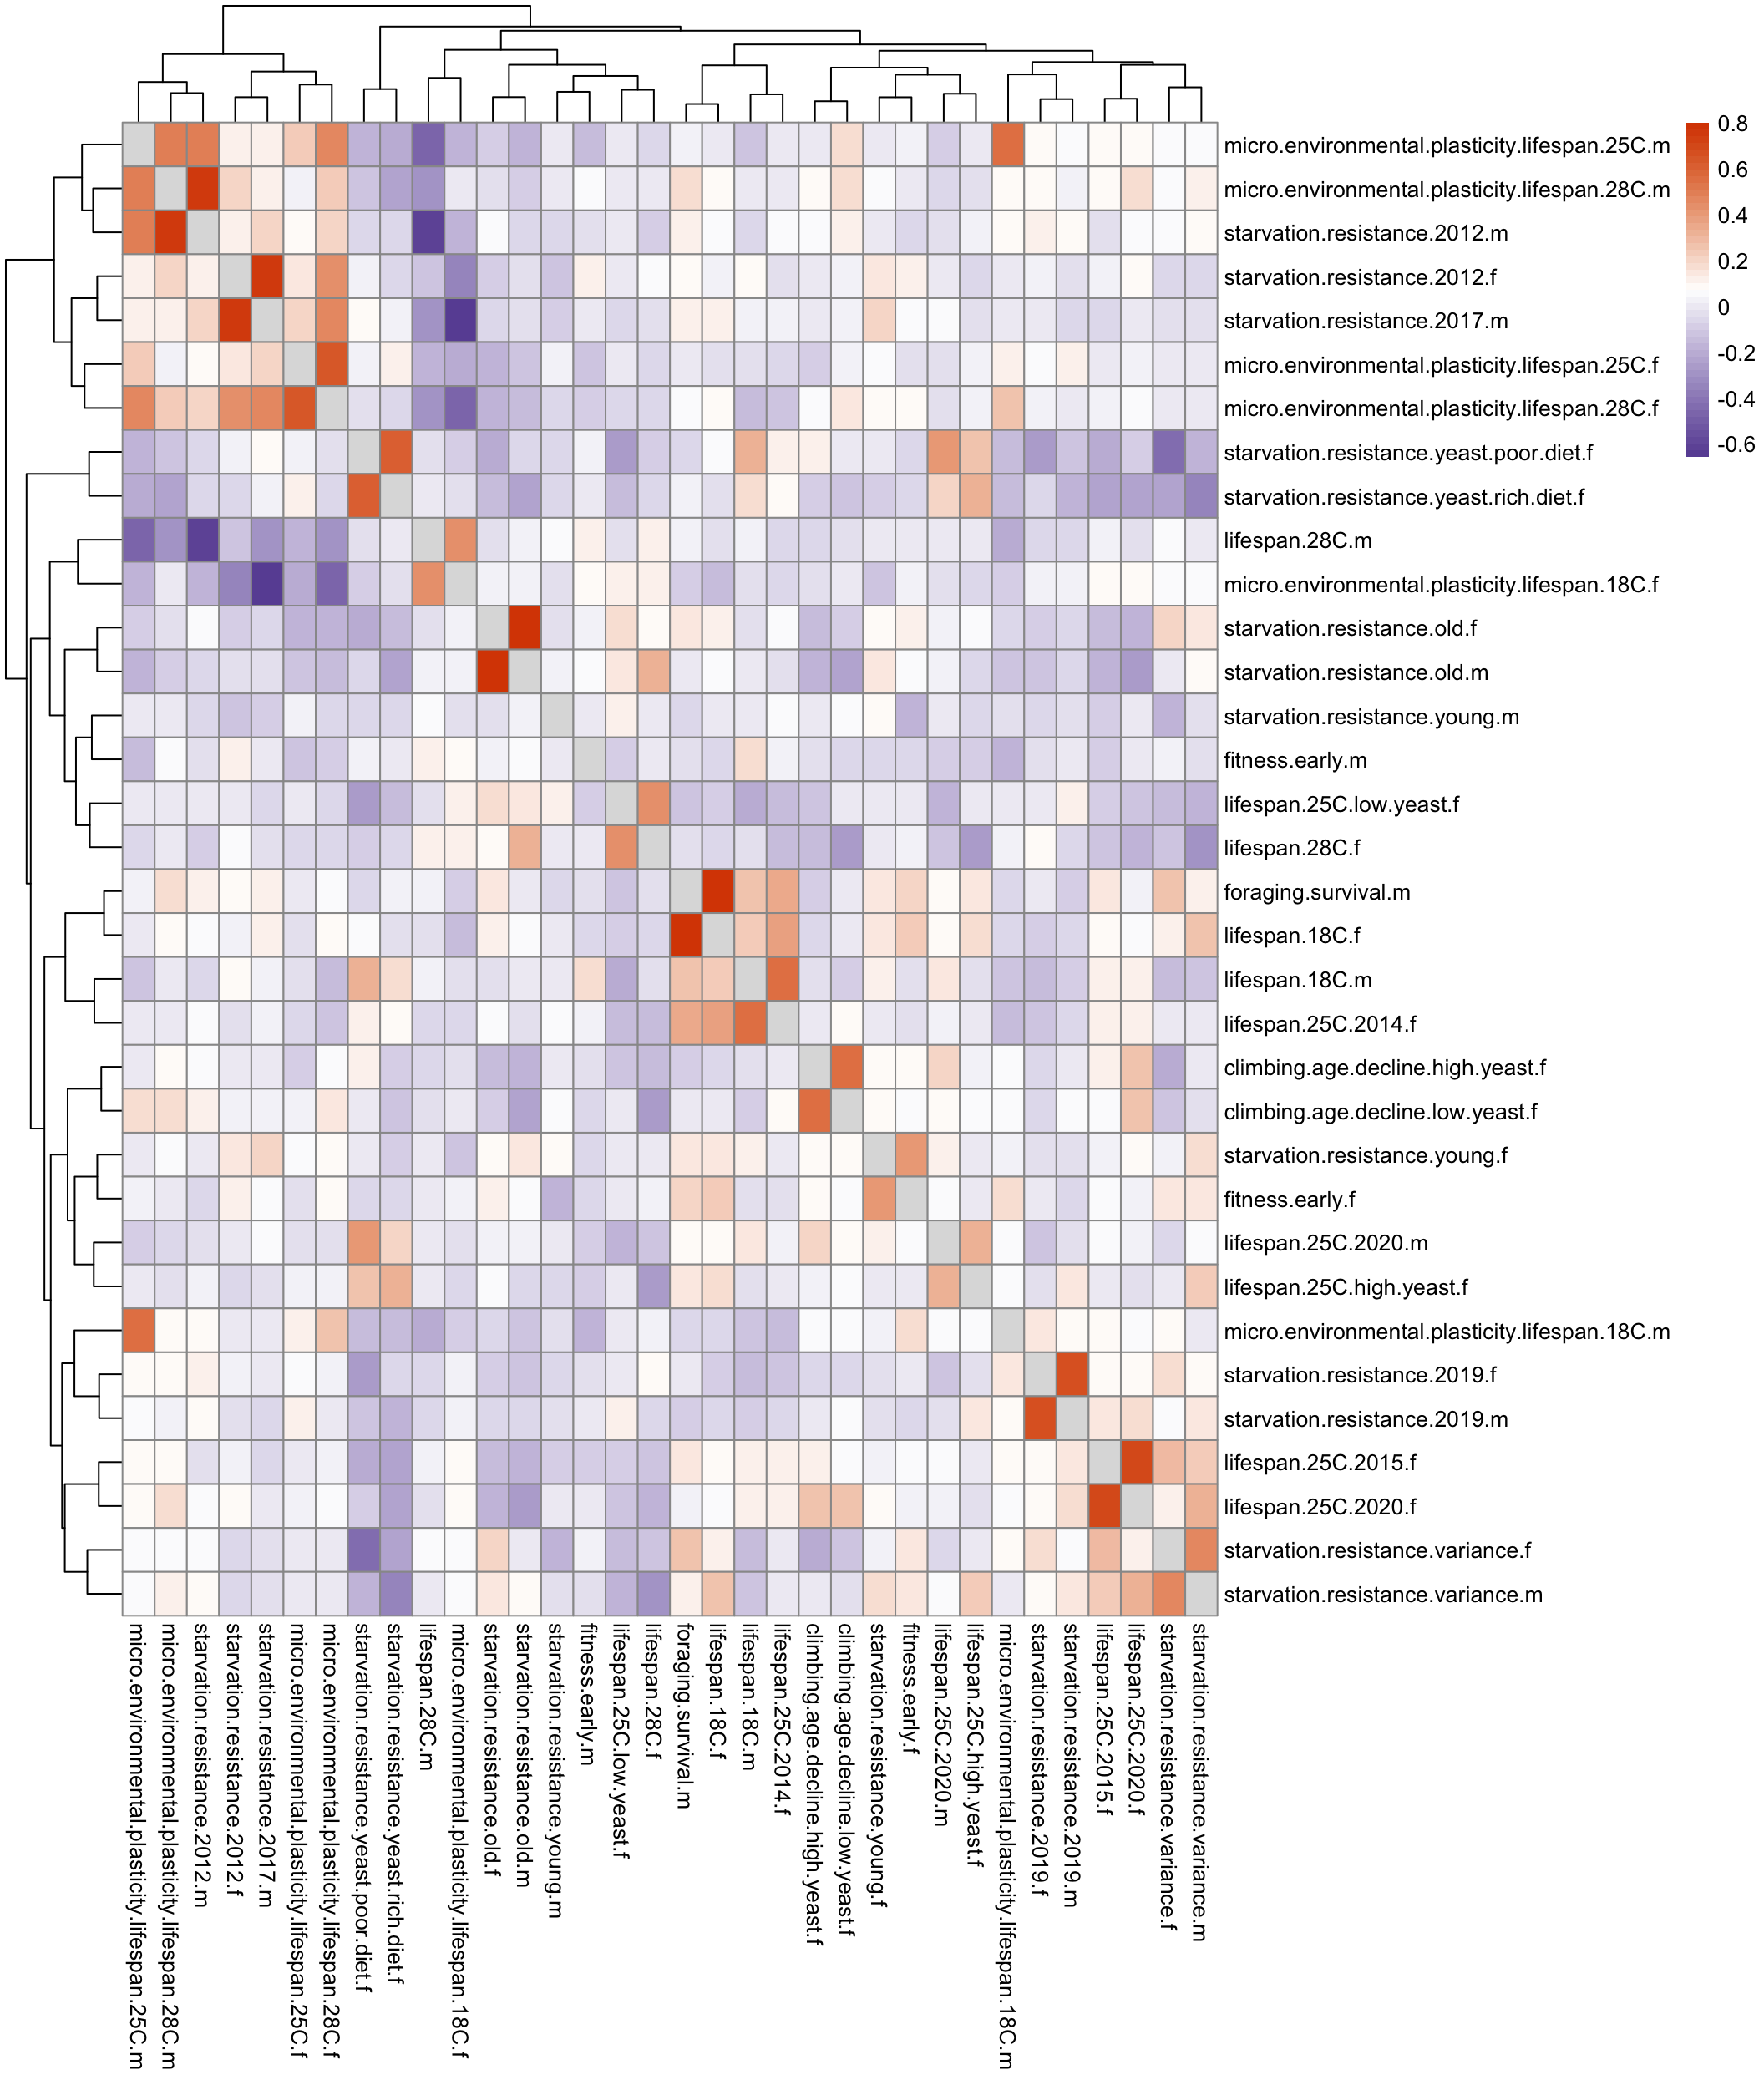 micro.environmental.plasticity.lifespan.25C.m
micro.environmental.plasticity.lifespan.28C.m
starvation.resistance.2012.m
starvation.resistance.2012.f
starvation.resistance.2017.m
micro.environmental.plasticity.lifespan.25C.f
micro.environmental.plasticity.lifespan.28C.f
starvation.resistance.yeast.poor.diet.f
starvation.resistance.yeast.rich.diet.f
lifespan.28C.m
micro.environmental.plasticity.lifespan.18C.f
starvation.resistance.old.f
starvation.resistance.old.m
starvation.resistance.young.m
fitness.early.m
lifespan.25C.low.yeast.f
lifespan.28C.f
foraging.survival.m
lifespan.18C.f
lifespan.18C.m
lifespan.25C.2014.f
climbing.age.decline.high.yeast.f
climbing.age.decline.low.yeast.f
starvation.resistance.young.f
fitness.early.f
lifespan.25C.2020.m
lifespan.25C.high.yeast.f
micro.environmental.plasticity.lifespan.18C.m
starvation.resistance.2019.f
starvation.resistance.2019.m
lifespan.25C.2015.f
lifespan.25C.2020.f
starvation.resistance.variance.f
starvation.resistance.variance.m
0.8
0.6
0.4
0.2
0
-0.2
-0.4
-0.6
micro.environmental.plasticity.lifespan.25C.m
micro.environmental.plasticity.lifespan.28C.m
starvation.resistance.2012.m
starvation.resistance.2012.f
starvation.resistance.2017.m
micro.environmental.plasticity.lifespan.25C.f
micro.environmental.plasticity.lifespan.28C.f
starvation.resistance.yeast.poor.diet.f
starvation.resistance.yeast.rich.diet.f
lifespan.28C.m
micro.environmental.plasticity.lifespan.18C.f
starvation.resistance.old.f
starvation.resistance.old.m
starvation.resistance.young.m
fitness.early.m
lifespan.25C.low.yeast.f
lifespan.28C.f
foraging.survival.m
lifespan.18C.f
lifespan.18C.m
lifespan.25C.2014.f
climbing.age.decline.high.yeast.f
climbing.age.decline.low.yeast.f
starvation.resistance.young.f
fitness.early.f
lifespan.25C.2020.m
lifespan.25C.high.yeast.f
micro.environmental.plasticity.lifespan.18C.m
starvation.resistance.2019.f
starvation.resistance.2019.m
lifespan.25C.2015.f
lifespan.25C.2020.f
starvation.resistance.variance.f
starvation.resistance.variance.m